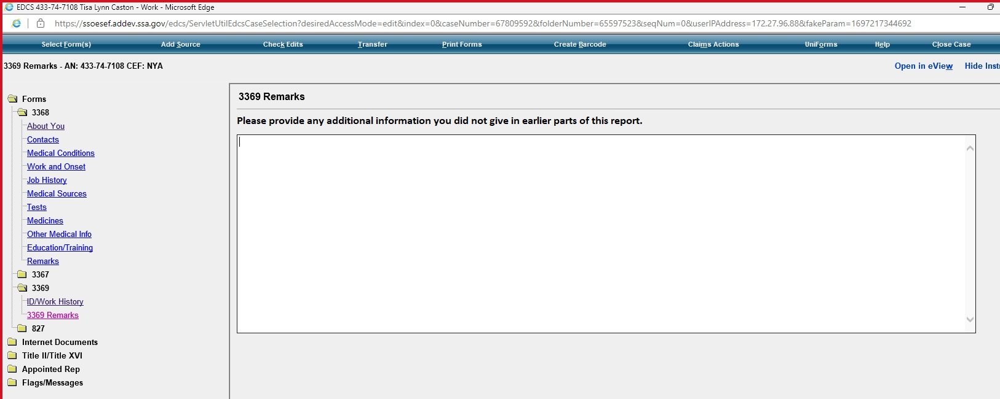 EDCS 433-74-7108 Tisa Lynn Caston - Work - Microsoft Edge
https://ssoesef.addev.ssa.gov/edcs/ServletUtilEdcsCaseSelection?desiredAccessMode=edit&index=0&caseNumber=67809592&folderNumber=65597523&seqNum=0&userIPAddress=172.27.96.88&fakeParam=1697217344692
Select Form(s) Add Source Check Edits Transfer Print Forms Create Barcode Claims Actions UniForms Help Close Case
3369 Remarks - AN: 433-74-7108 CEF: NYA
Open in eView Hide Inst
Forms
3368
About You
Contacts
Medical Conditions
Work and Onset
Job History
Medical Sources
Tests
Medicines
Other Medical Info
Education/Training
Remarks
3367
3369
ID/Work History
3369 Remarks
827
Internet Documents
Title II/Title XVI
Appointed Rep
Flags/Messages
3369 Remarks
Please provide any additional information you did not give in earlier parts of this report.